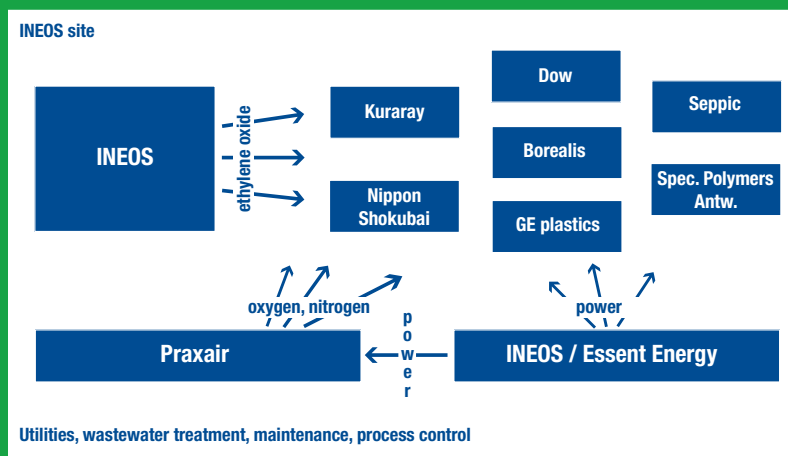 INEOS site
INEOS
ethylene oxide
Kuraray
Nippon
Shokubai
Dow
Borealis
GE plastics
Seppic
Spec. Polymers
Antw.
oxygen, nitrogen
power
power
Praxair
INEOS / Essent Energy
Utilities, wastewater treatment, maintenance, process control